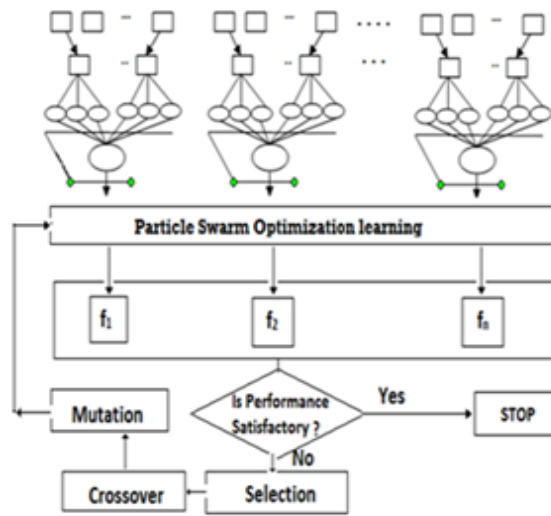 Particle Swarm Optimization learning
f1
f2
fn
Is Performance
Satisfactory ?
Yes
STOP
No
Mutation
Crossover
Selection